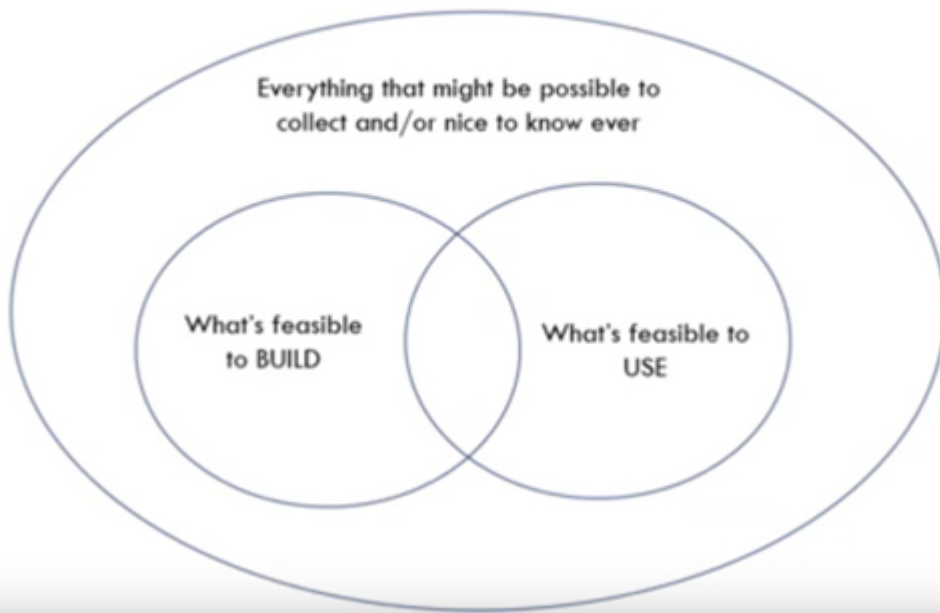 Everything that might be possible to
collect and/or nice to know ever
What's feasible
to BUILD
What's feasible to
USE